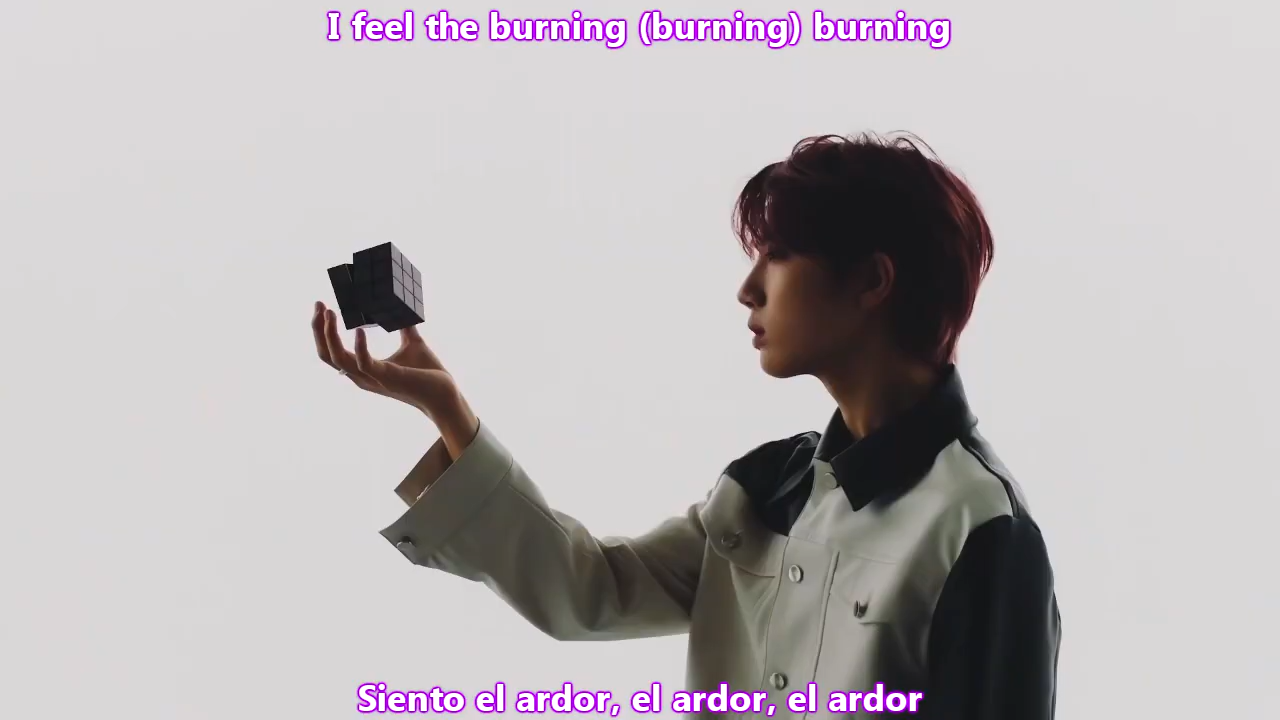 I feel the burning (burning) burning
Siento el ardor, el ardor, el ardor